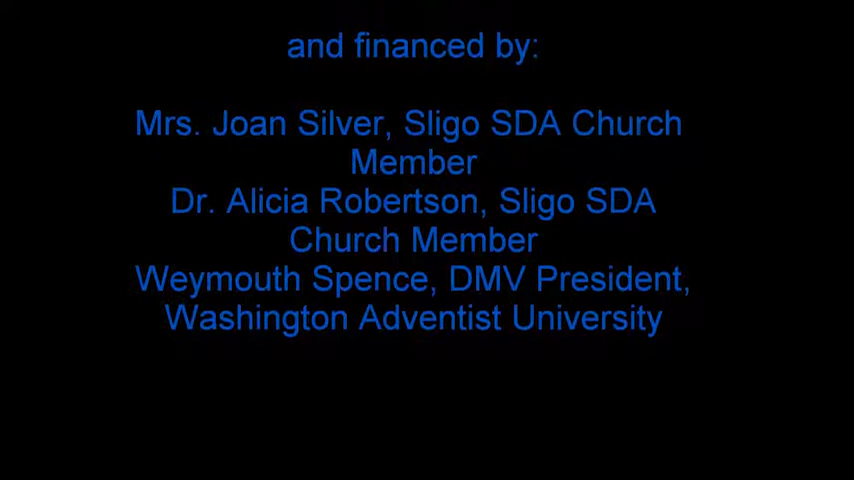 and financed by:
Mrs. Joan Silver, Sligo SDA Church
Member
Dr. Alicia Robertson, Sligo SDA
Church Member
Weymouth Spence, DMV President,
Washington Adventist University